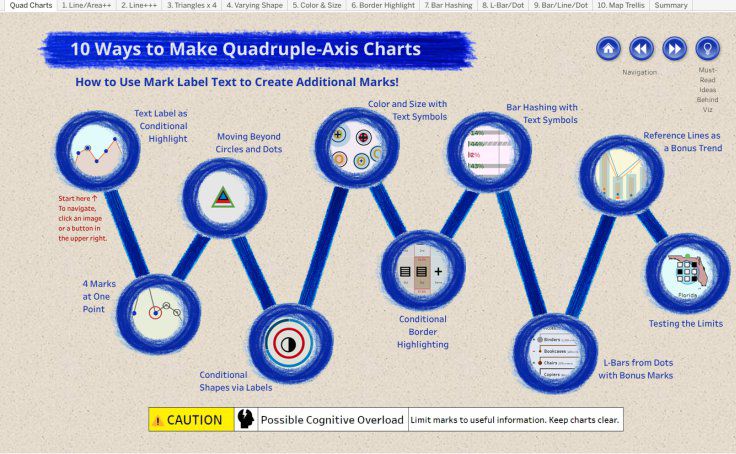 Quad Charts 1. Line/Area++ 2. Line+++ 3. Triangles x 4 4. Varying Shape 5. Color & Size 6. Border Highlight 7. Bar Hashing 8. L-Bar/Dot 9. Bar/Line/Dot 10. Map Trellis Summary
10 Ways to Make Quadruple-Axis Charts
How to Use Mark Label Text to Create Additional Marks!
Navigation
Must-
Read
Ideas
Behind
Viz
Text Label as
Conditional
Highlight
Start here ↑
To navigate,
click an image
or a button in
the upper right.
4 Marks
at One
Point
Moving Beyond
Circles and Dots
Conditional
Shapes via Labels
Color and Size with
Text Symbols
Conditional
Border
Highlighting
Bar Hashing with
Text Symbols
14%
44%
2%
43%
Binders
Bookcases
Chairs
Copiers
L-Bars from Dots
with Bonus Marks
Reference Lines as
a Bonus Trend
Florida
Testing the Limits
CAUTION Possible Cognitive Overload Limit marks to useful information. Keep charts clear.